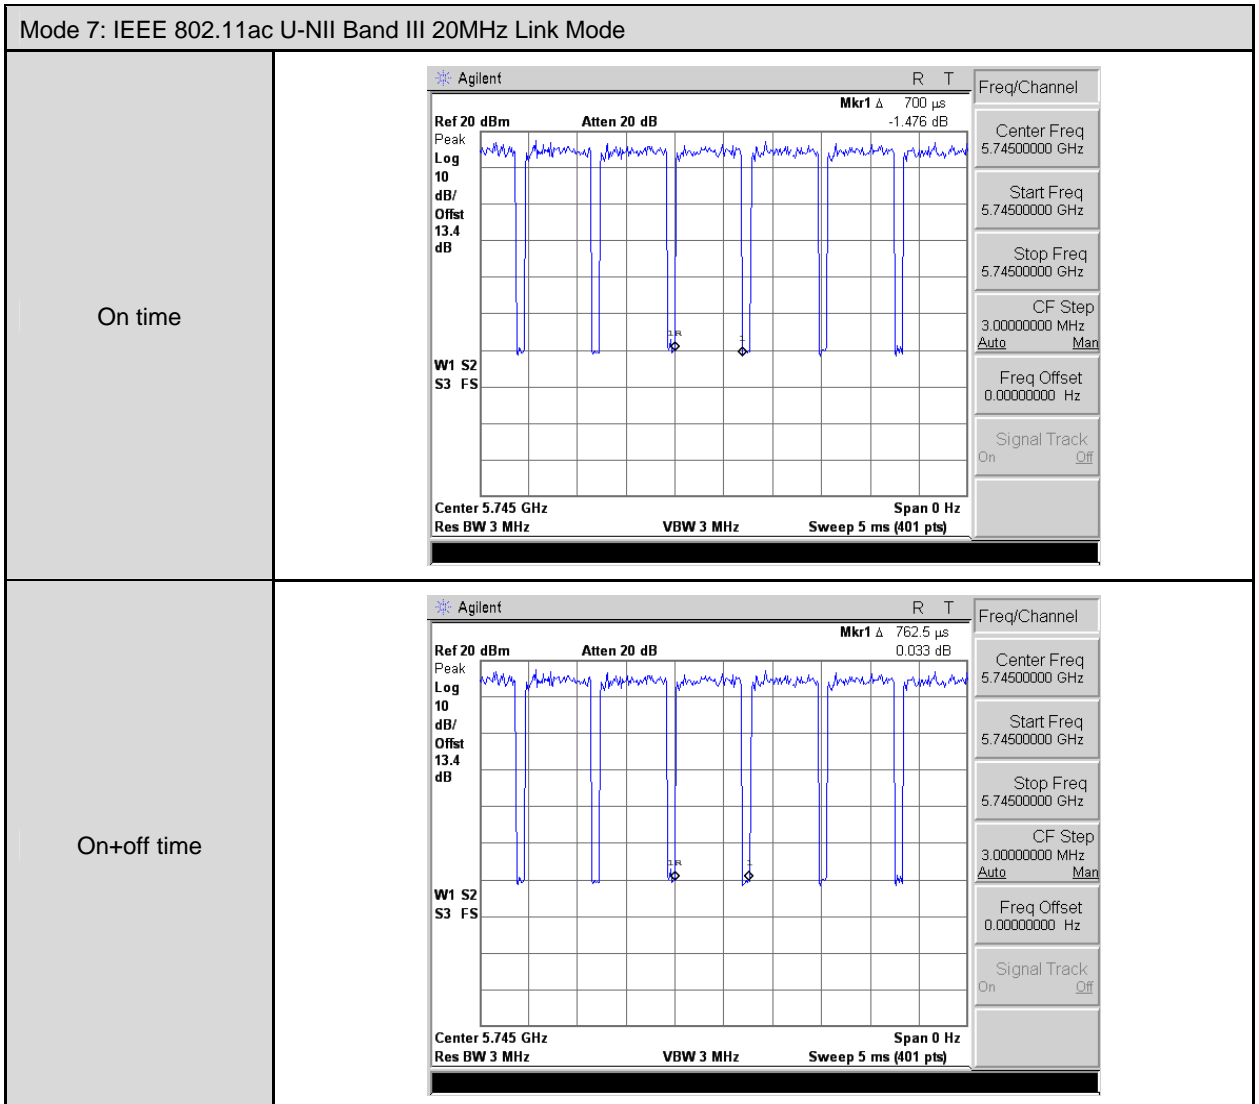 Mode 7: IEEE 802.11ac U-NII Band III 20MHz Link Mode
On time
Agilent R T
Mkr1 Δ 700 µs
Ref 20 dBm Atten 20 dB -1.476 dB
Peak
Log
10
dB/
Offst
13.4
dB
1R
1
W1 S2
S3 FS
Center 5.745 GHz Span 0 Hz
Res BW 3 MHz VBW 3 MHz Sweep 5 ms (401 pts)
Freq/Channel
Center Freq
5.74500000 GHz
Start Freq
5.74500000 GHz
Stop Freq
5.74500000 GHz
CF Step
3.00000000 MHz
Auto Man
Freq Offset
0.00000000 Hz
Signal Track
On Off
On+off time
Agilent R T
Mkr1 Δ 762.5 µs
Ref 20 dBm Atten 20 dB 0.033 dB
Peak
Log
10
dB/
Offst
13.4
dB
1R
1
W1 S2
S3 FS
Center 5.745 GHz Span 0 Hz
Res BW 3 MHz VBW 3 MHz Sweep 5 ms (401 pts)
Freq/Channel
Center Freq
5.74500000 GHz
Start Freq
5.74500000 GHz
Stop Freq
5.74500000 GHz
CF Step
3.00000000 MHz
Auto Man
Freq Offset
0.00000000 Hz
Signal Track
On Off